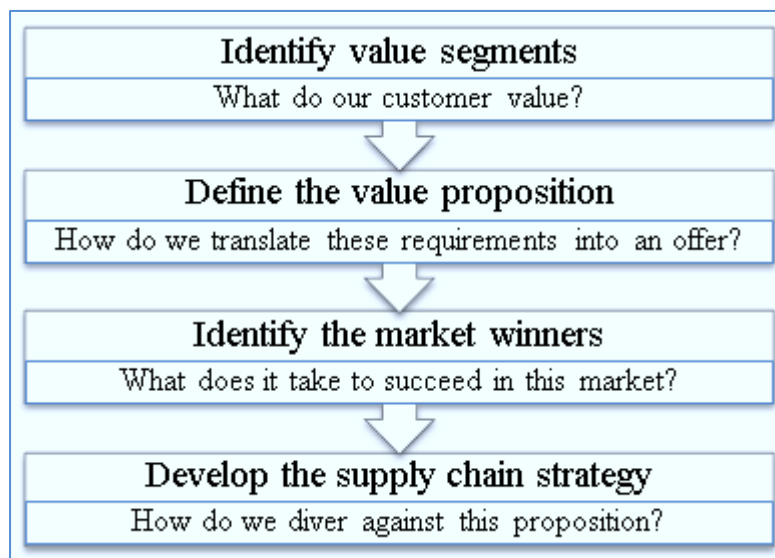 Identify value segments
What do our customer value?
Define the value proposition
How do we translate these requirements into an offer?
Identify the market winners
What does it take to succeed in this market?
Develop the supply chain strategy
How do we diver against this proposition?